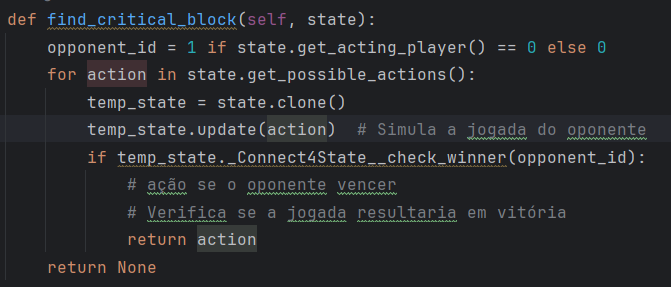 def find_critical_block(self, state):
    opponent_id = 1 if state.get_acting_player() == 0 else 0
    for action in state.get_possible_actions():
        temp_state = state.clone()
        temp_state.update(action)  # Simula a jogada do oponente
        if temp_state._Connect4State__check_winner(opponent_id):
            # ação se o oponente vencer
            # Verifica se a jogada resultaria em vitória
            return action
    return None